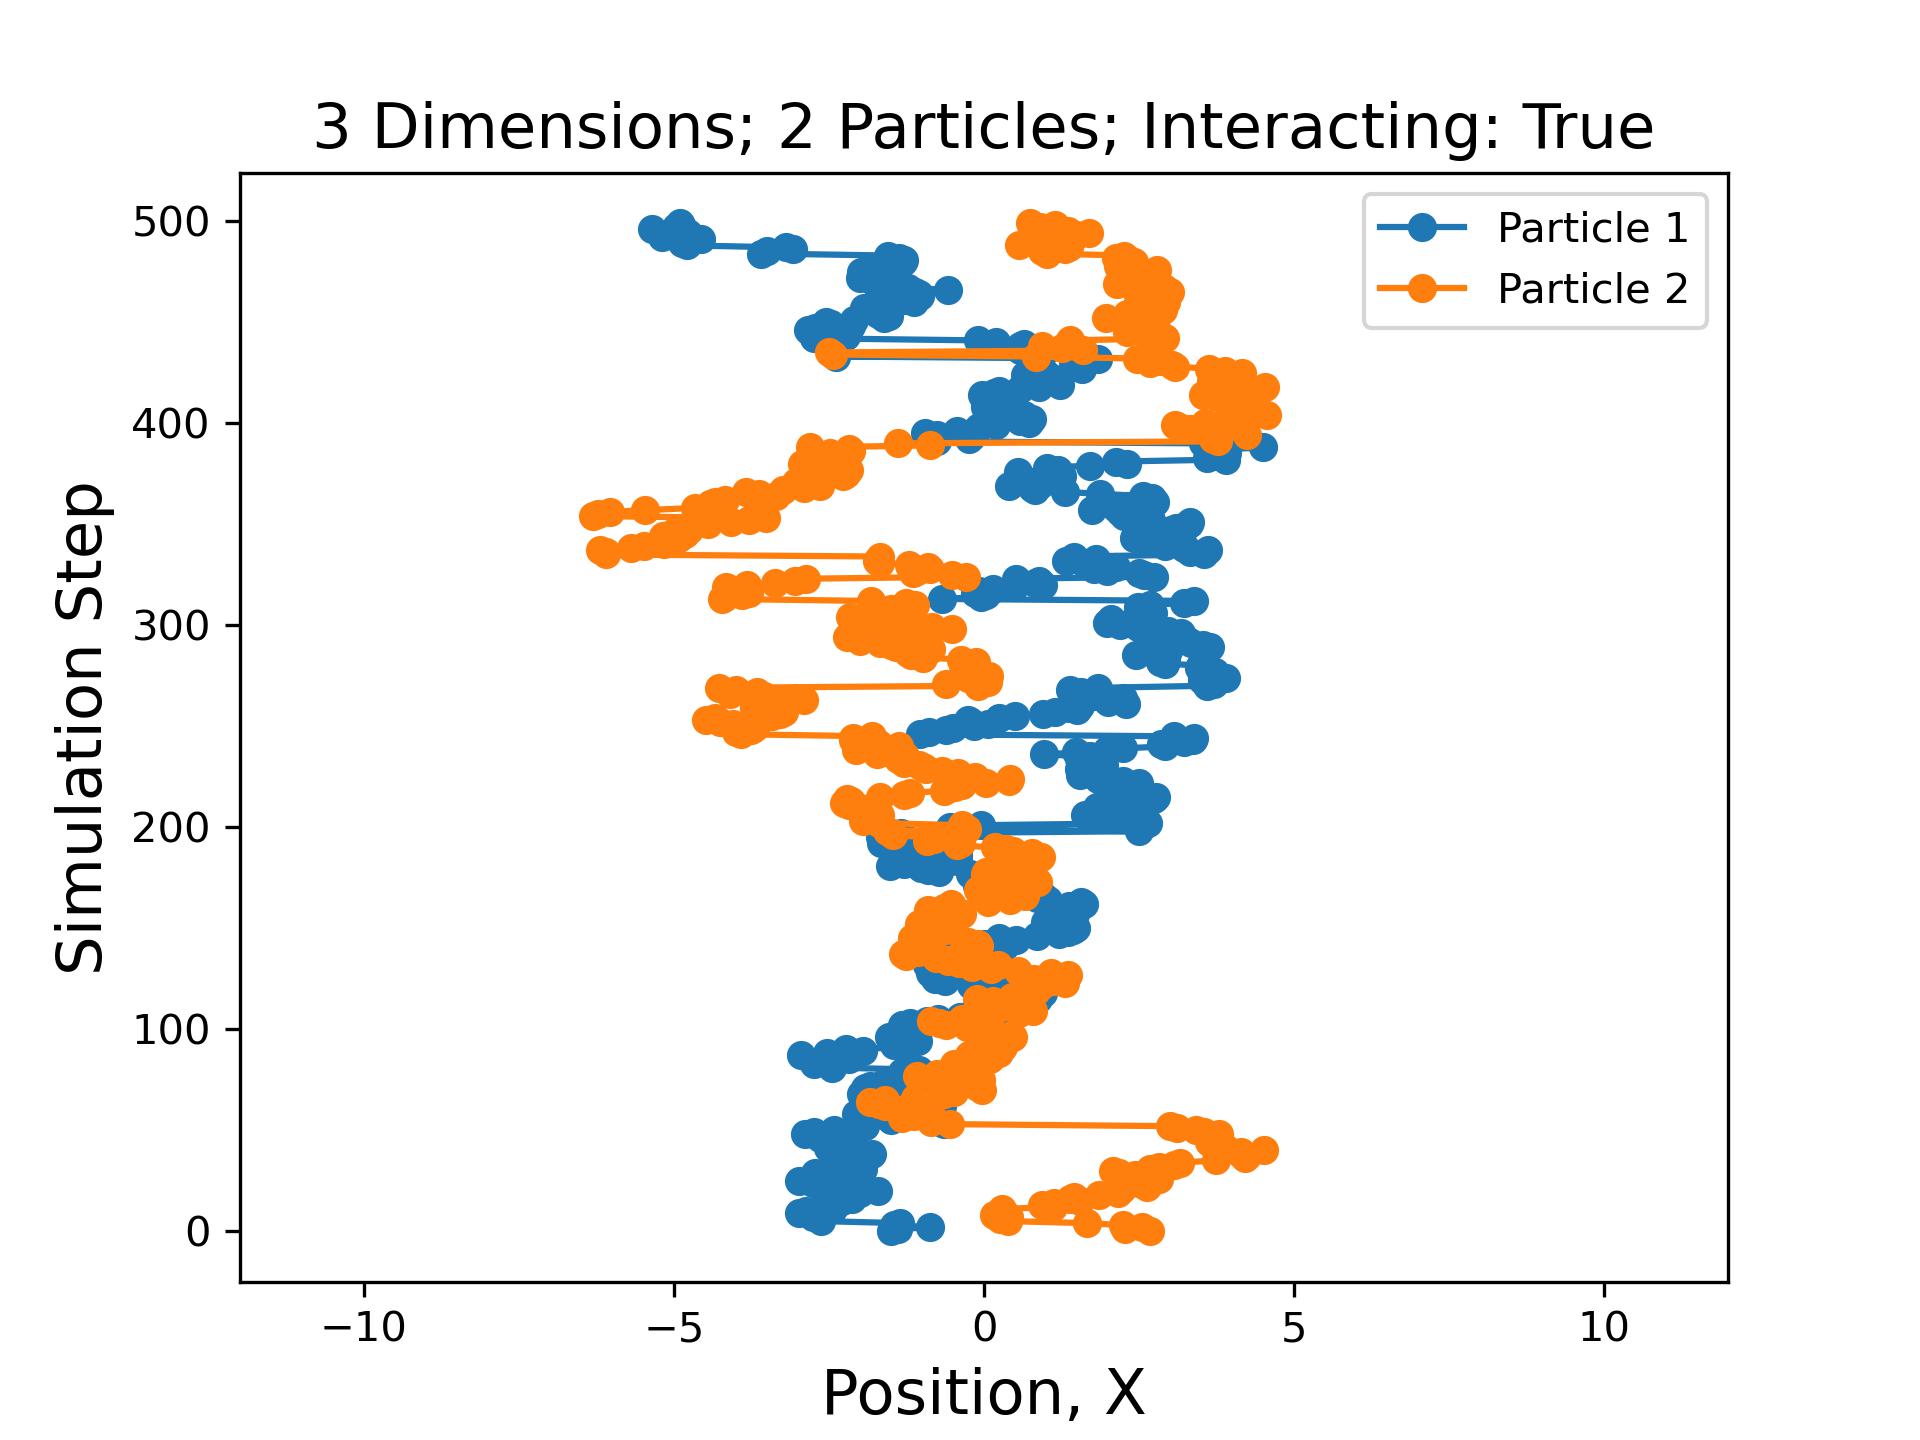 3 Dimensions; 2 Particles; Interacting: True
Particle 1
Particle 2
500
400
300
200
100
0
Simulation Step
−10
−5
0
5
10
Position, X